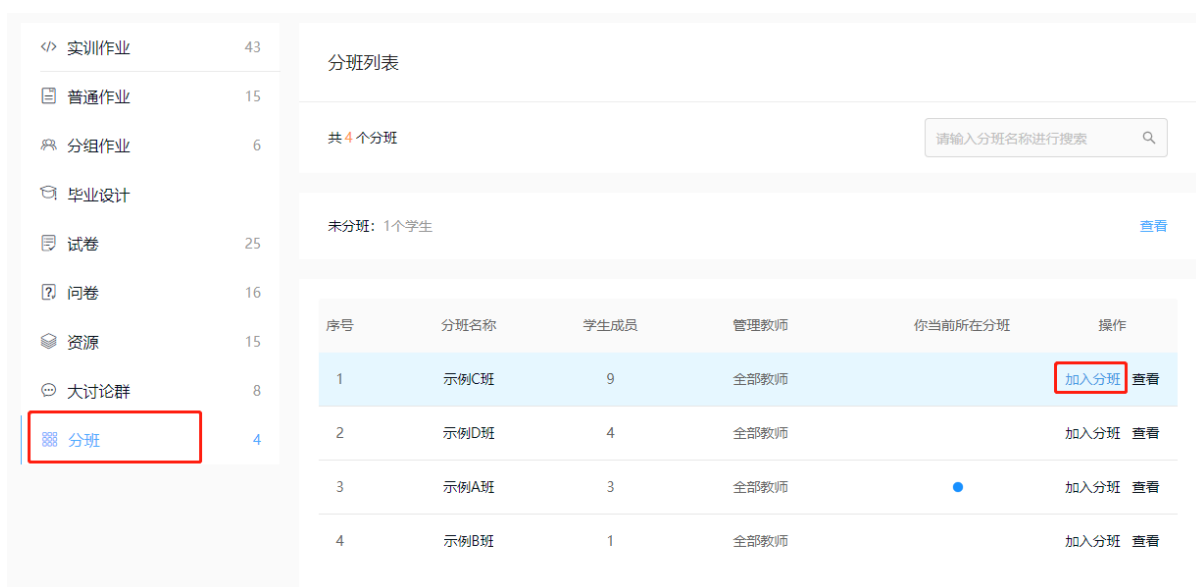 实训作业 43
普通作业 15
分组作业 6
毕业设计
试卷 25
问卷 16
资源 15
大讨论群 8
分班 4
分班列表
共4个分班
请输入分班名称进行搜索
未分班：1个学生 查看
序号 分班名称 学生成员 管理教师 你当前所在分班 操作
1 示例C班 9 全部教师 加入分班 查看
2 示例D班 4 全部教师 加入分班 查看
3 示例A班 3 全部教师 加入分班 查看
4 示例B班 1 全部教师 加入分班 查看